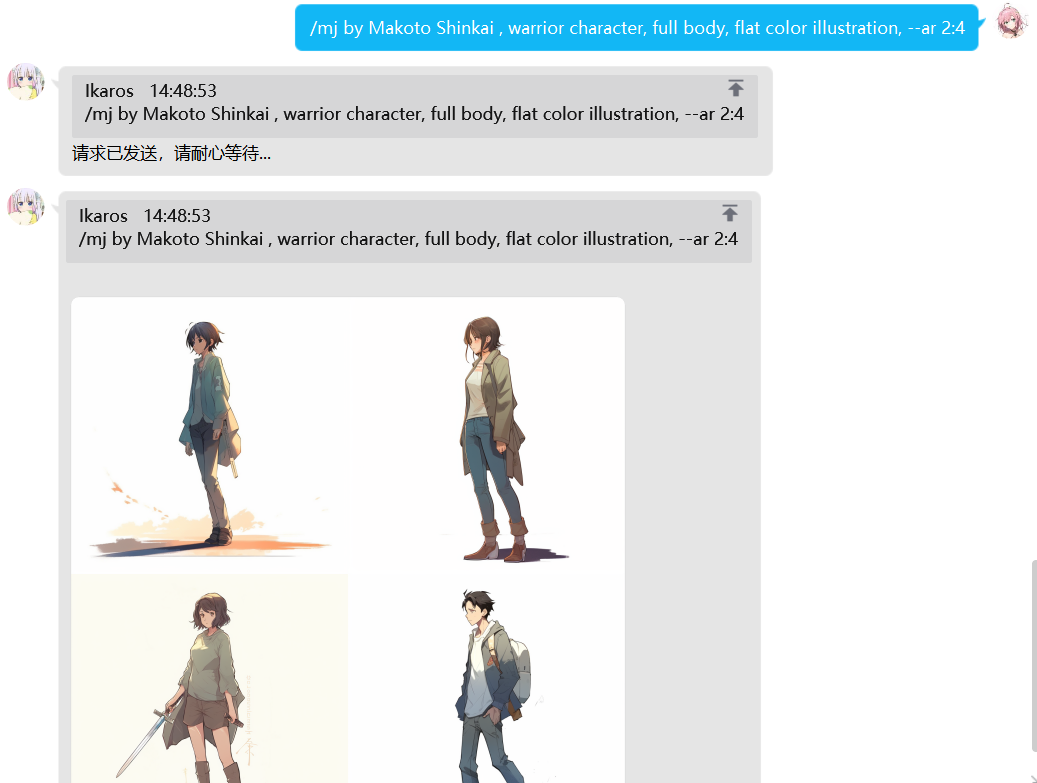 /mj by Makoto Shinkai , warrior character, full body, flat color illustration, --ar 2:4
Ikaros 14:48:53
/mj by Makoto Shinkai , warrior character, full body, flat color illustration, --ar 2:4
请求已发送，请耐心等待...
Ikaros 14:48:53
/mj by Makoto Shinkai , warrior character, full body, flat color illustration, --ar 2:4